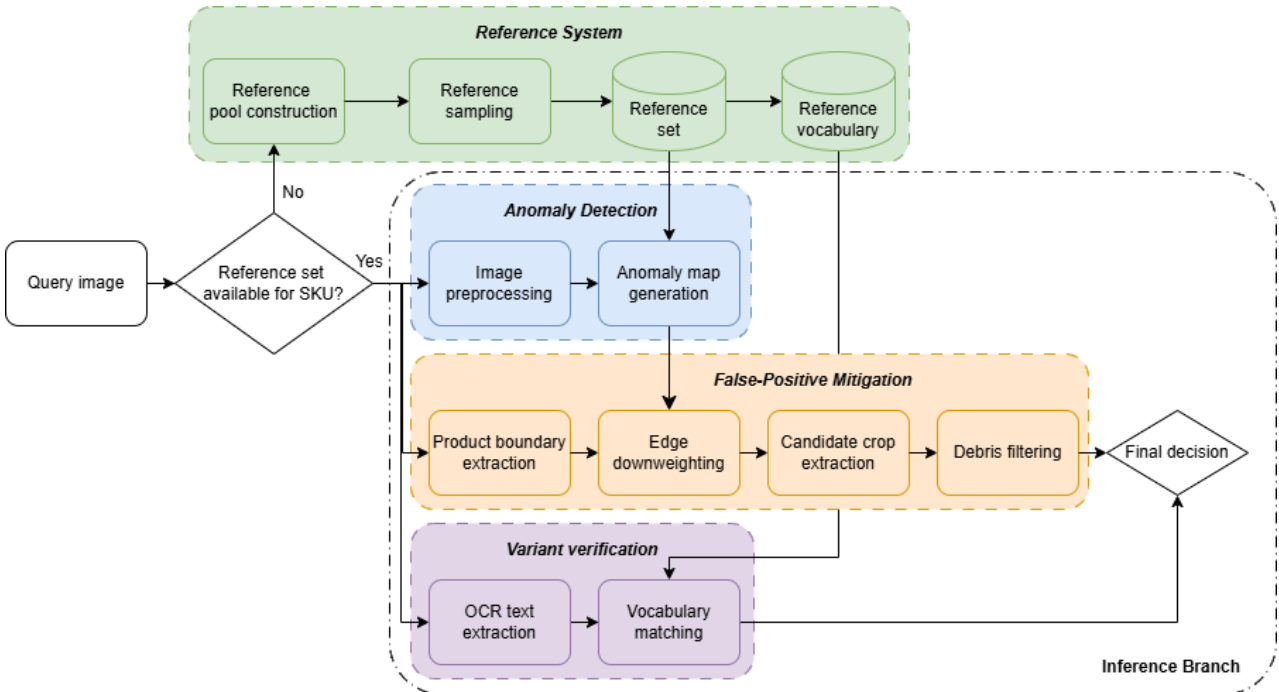 Reference System
Reference
pool construction
Reference
sampling
Reference
set
Reference
vocabulary
No
Anomaly Detection
Query image
Reference set
available for SKU?
Yes
Image
preprocessing
Anomaly map
generation
False-Positive Mitigation
Product boundary
extraction
Edge
downweighting
Candidate crop
extraction
Debris filtering
Final decision
Variant verification
OCR text
extraction
Vocabulary
matching
Inference Branch